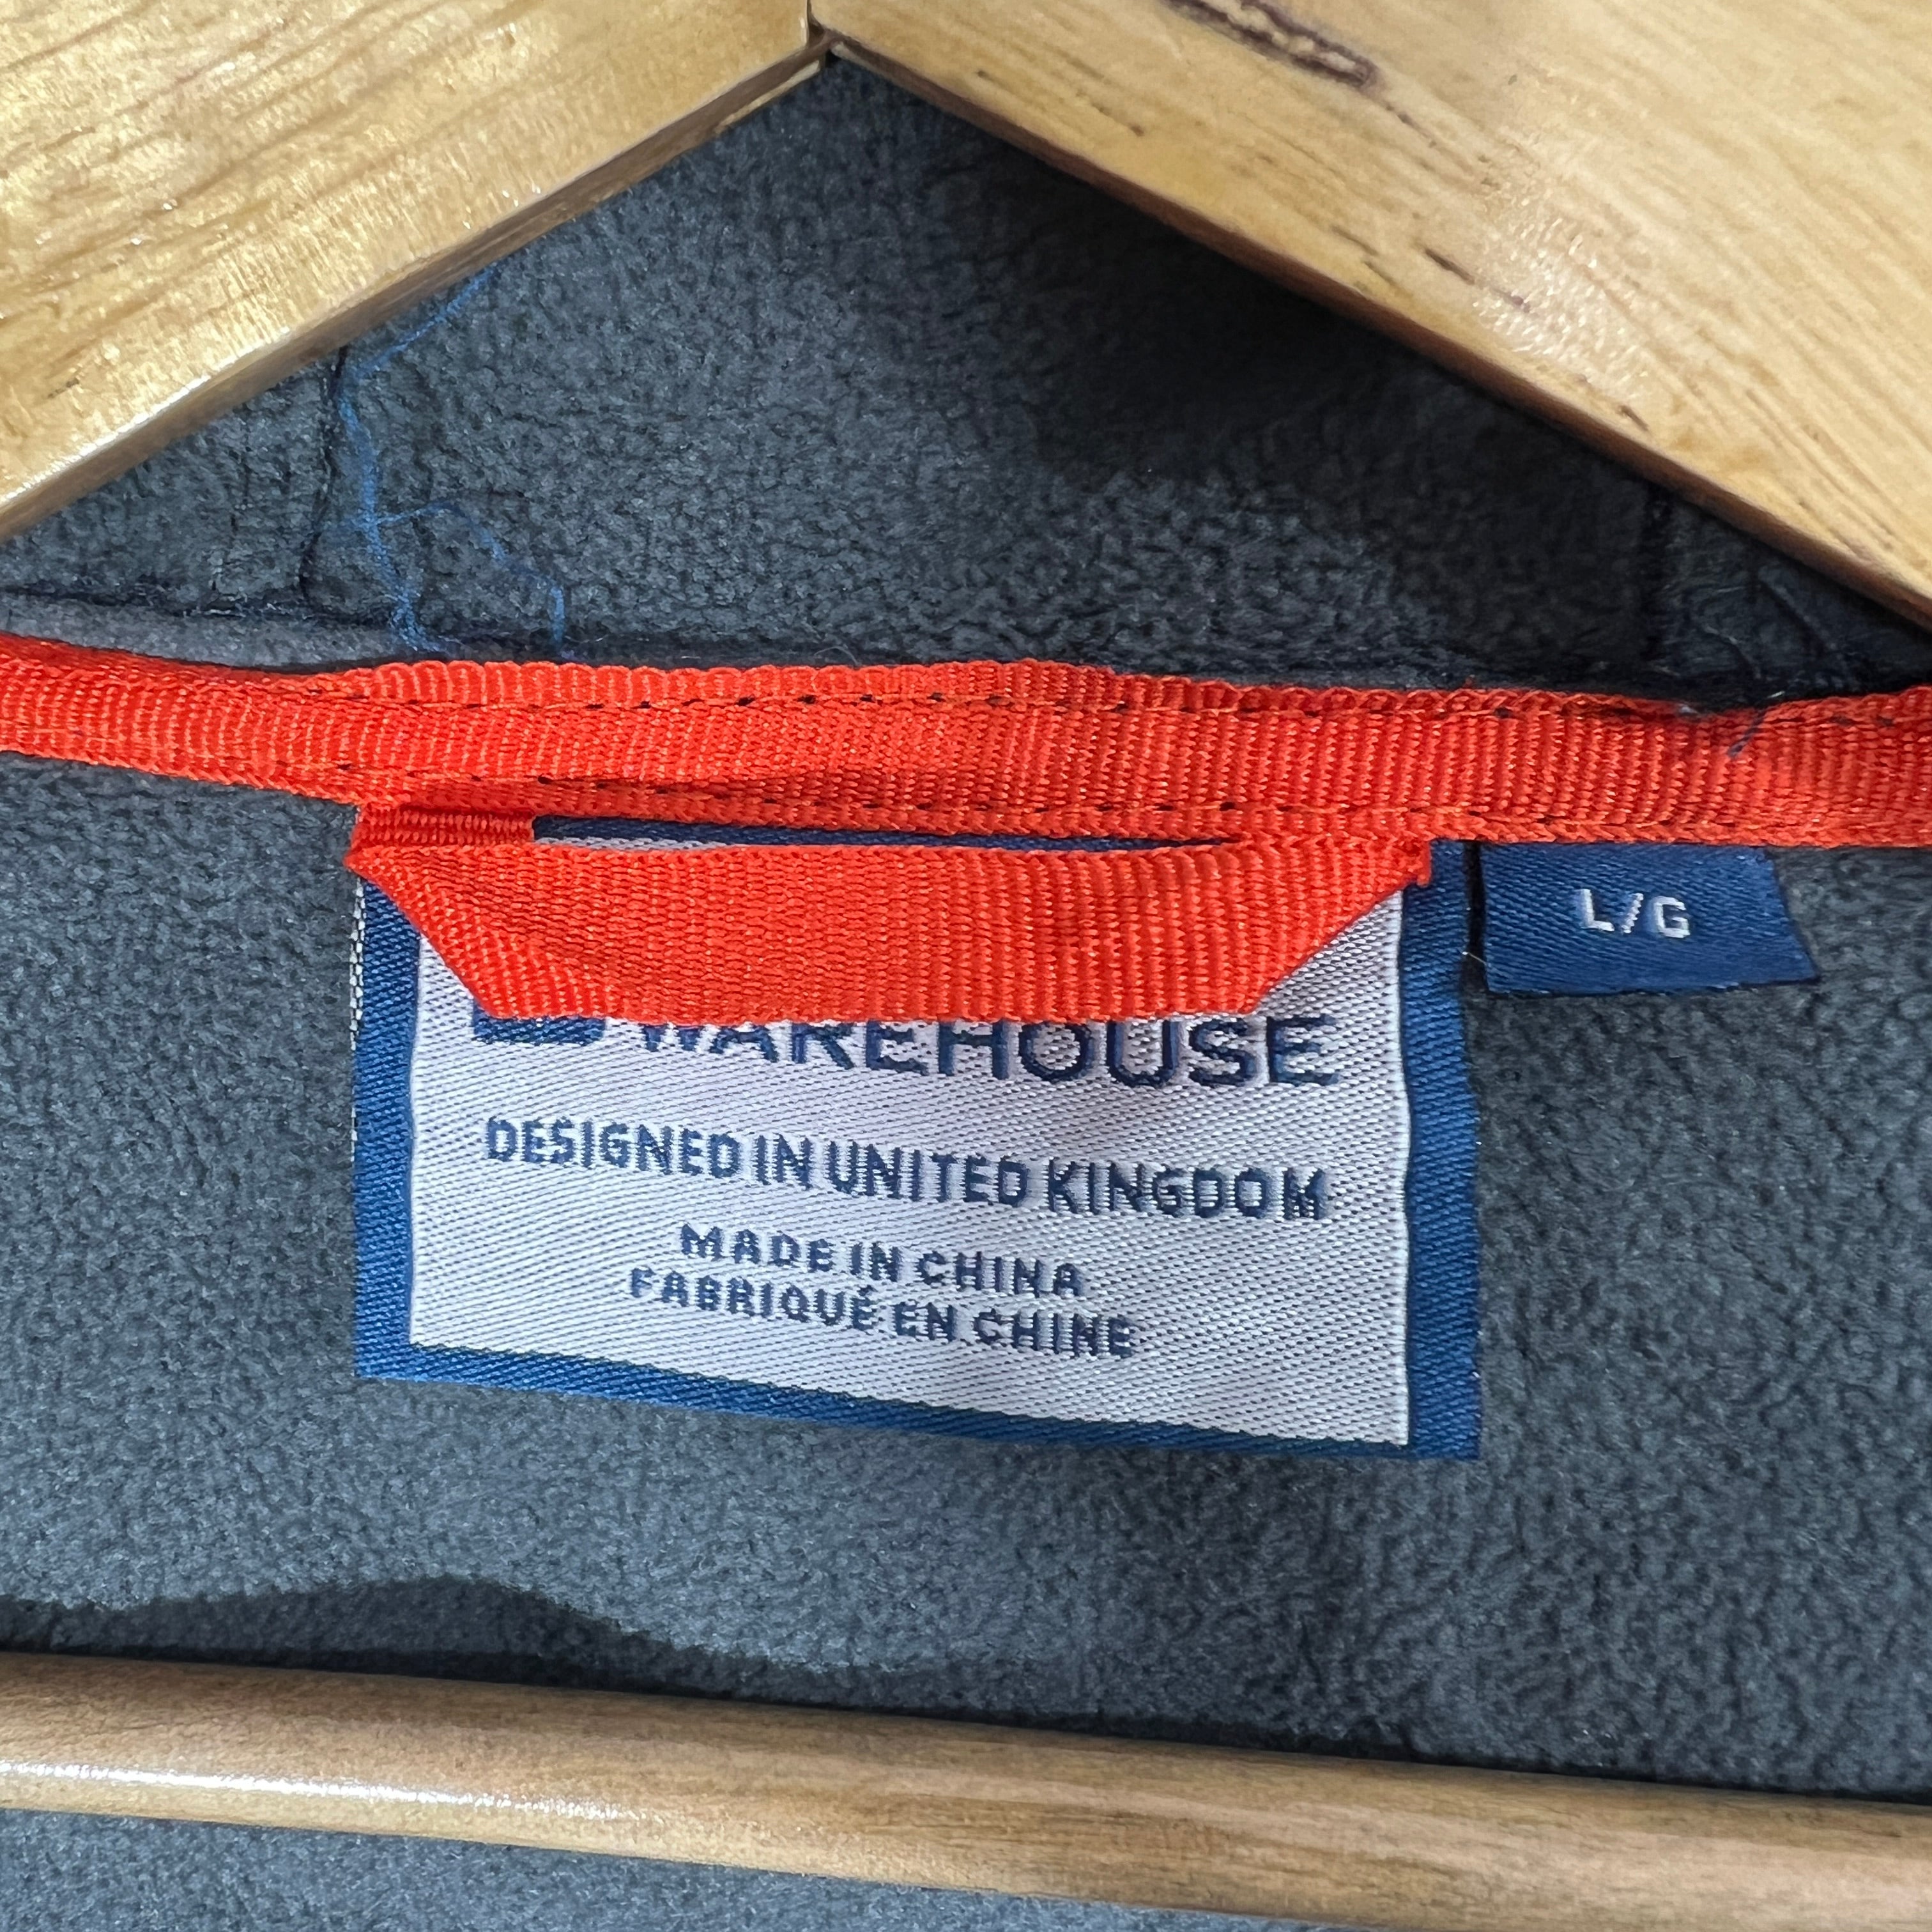 WAREHOUSE
DESIGNED IN UNITED KINGDOM
MADE IN CHINA
FABRIQUÉ EN CHINE
L/G